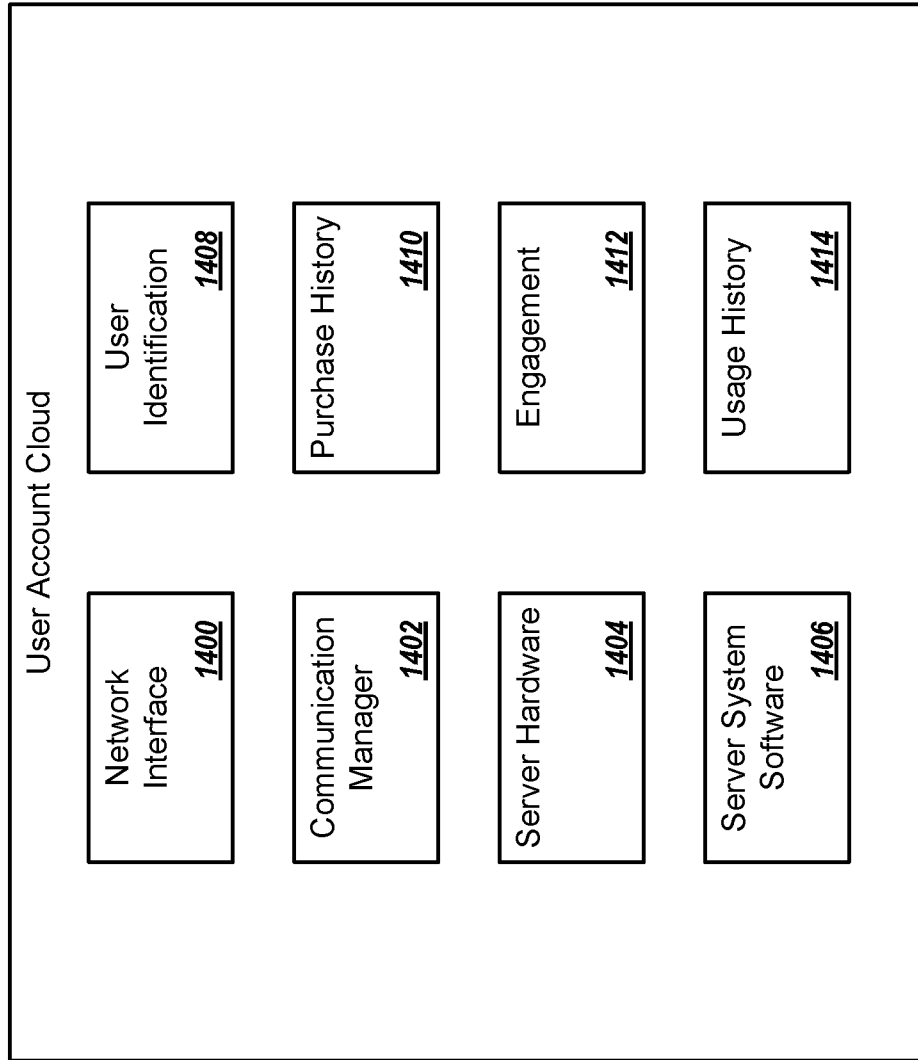 User Account Cloud
Network
Interface
1400
Communication
Manager
1402
Server Hardware
1404
Server System
Software
1406
User
Identification
1408
Purchase History
1410
Engagement
1412
Usage History
1414